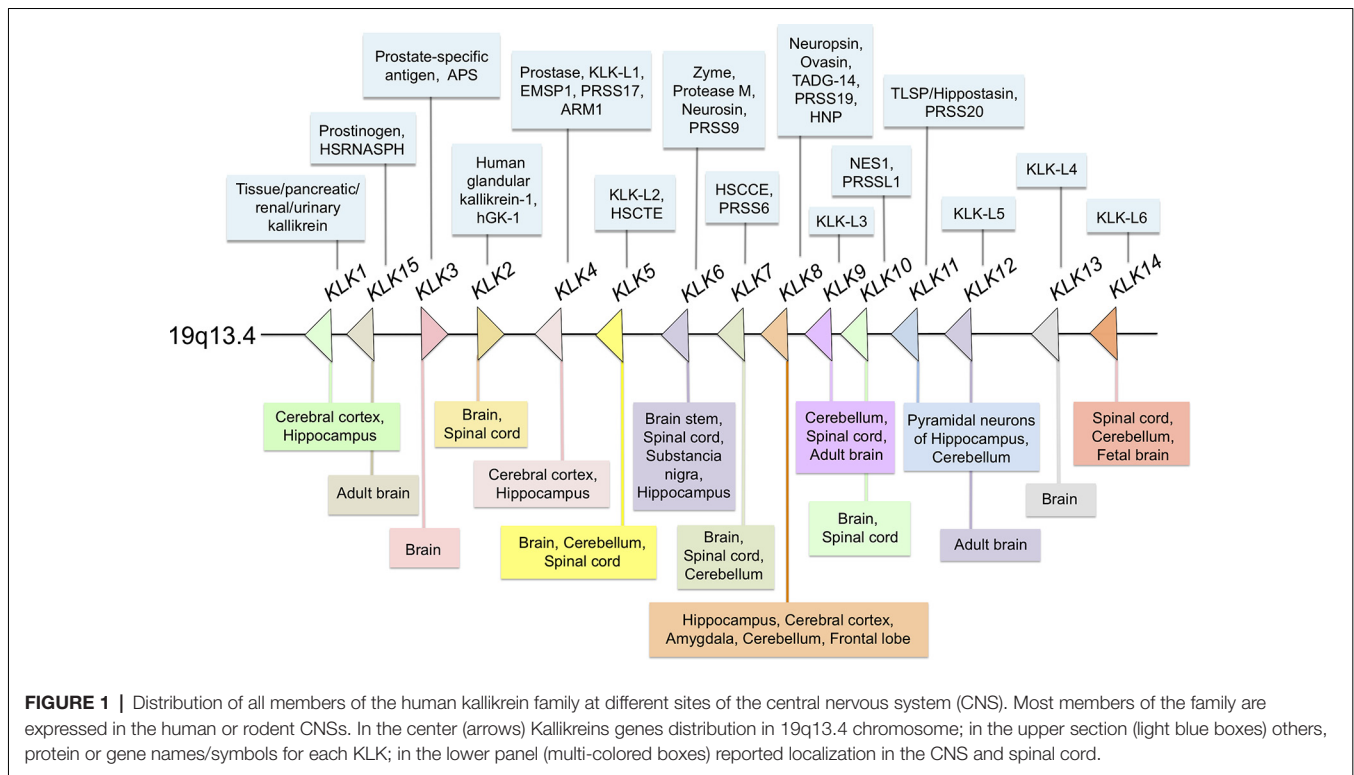 Prostate-specific
antigen, APS
Prostinogen,
HSRNASPH
Tissue/pancreatic/
renal/urinary
kallikrein
Human
glandular
kallikrein-1,
hGK-1
Prostase, KLK-L1,
EMSP1, PRSS17,
ARM1
KLK-L2,
HSCTE
Zyme,
Protease M,
Neurosin,
PRSS9
HSCCE,
PRSS6
Neuropsin,
Ovasin,
TADG-14,
PRSS19,
HNP
KLK-L3
NES1,
PRSSL1
TLSP/Hippostasin,
PRSS20
KLK-L5
KLK-L4
KLK-L6
KLK1
KLK15
KLK3
KLK2
KLK4
KLK5
KLK6
KLK7
KLK8
KLK9
KLK10
KLK11
KLK12
KLK13
KLK14
19q13.4
Cerebral cortex,
Hippocampus
Adult brain
Brain
Brain,
Spinal cord
Cerebral cortex,
Hippocampus
Brain, Cerebellum,
Spinal cord
Brain stem,
Spinal cord,
Substancia
nigra,
Hippocampus
Brain,
Spinal cord,
Cerebellum
Hippocampus, Cerebral cortex,
Amygdala, Cerebellum, Frontal lobe
Cerebellum,
Spinal cord,
Adult brain
Brain,
Spinal cord
Pyramidal neurons
of Hippocampus,
Cerebellum
Adult brain
Brain
Spinal cord,
Cerebellum,
Fetal brain
FIGURE 1 | Distribution of all members of the human kallikrein family at different sites of the central nervous system (CNS). Most members of the family are
expressed in the human or rodent CNSs. In the center (arrows) Kallikreins genes distribution in 19q13.4 chromosome; in the upper section (light blue boxes) others,
protein or gene names/symbols for each KLK; in the lower panel (multi-colored boxes) reported localization in the CNS and spinal cord.